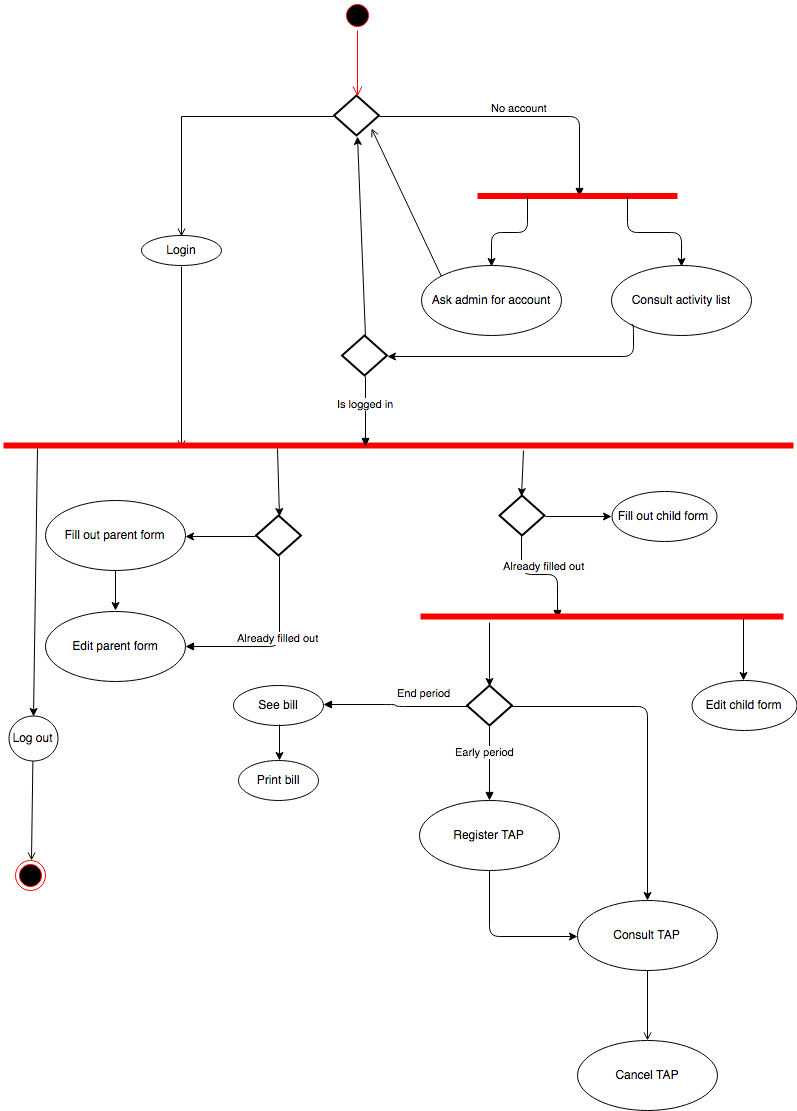 No account
Login
Ask admin for account
Consult activity list
Is logged in
Fill out parent form
Fill out child form
Already filled out
Edit parent form
Already filled out
End period
See bill
Edit child form
Log out
Early period
Print bill
Register TAP
Consult TAP
Cancel TAP